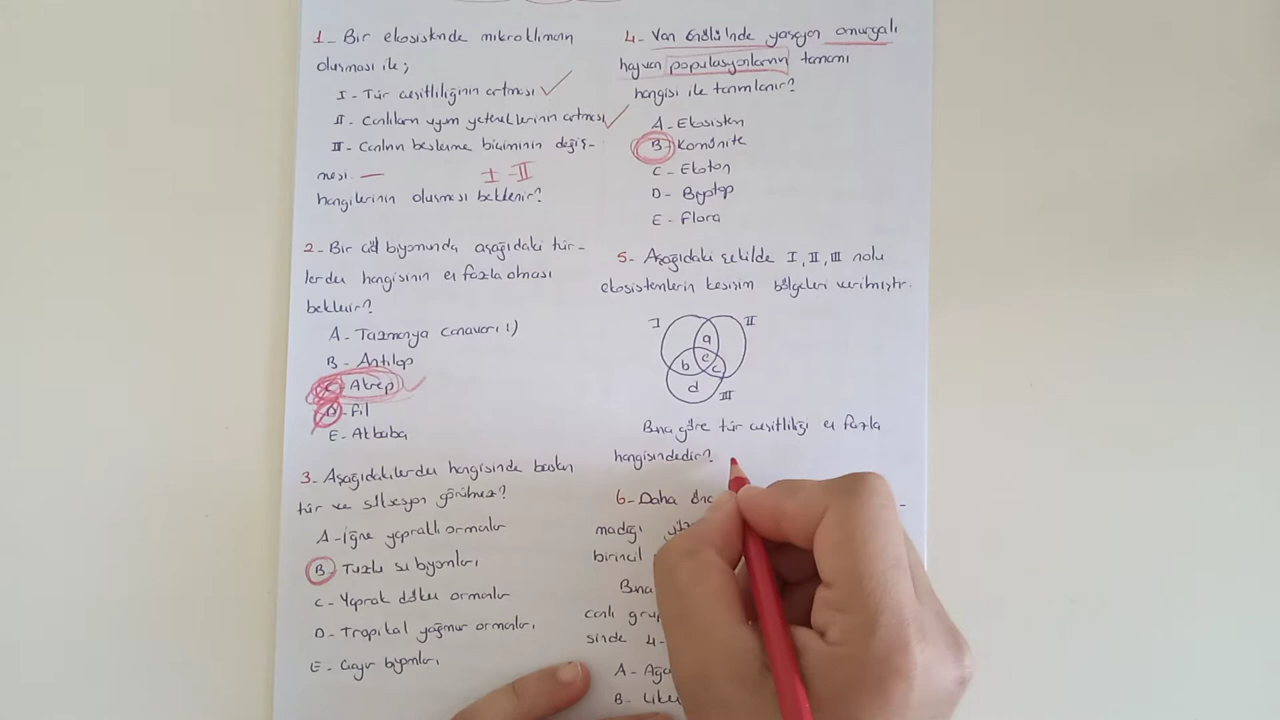 1- Bir ekosistemde mikroklimanın
oluşması ile;
I - Tür çeşitliliğinin artması
II - Canlıların uyum yeteneklerinin artması
III - Canlının beslenme biçiminin değiş-
mesi.
I - II
hangilerinin oluşması beklenir?
2- Bir çöl biyomunda aşağıdaki tür-
lerden hangisinin en fazla olması
beklenir?
A - Tazmanya canavarı :)
B - Antilop
C - Akrep
D - Fil
E - Akbaba
3- Aşağıdakilerden hangisinde baskın
tür ve süksesyon görülmez?
A - İğne yapraklı ormanlar
B - Tuzlu su biyomları
C - Yaprak döken ormanlar
D - Tropikal yağmur ormanları
E - Çayır biyomları
4- Van Gölü'nde yaşayan omurgalı
hayvan populasyonlarının tamamı
hangisi ile tanımlanır?
A - Ekosistem
B - Komünite
C - Ekoton
D - Biyotop
E - Flora
5- Aşağıdaki şekilde I, II, III nolu
ekosistemlerin kesişim bölgeleri verilmiştir.
I
II
a
e
b
c
d
III
Buna göre tür çeşitliliği en fazla
hangisindedir?
6- Daha önc
madığı
birincil
Buna
canlı gru
sinde 4-
A - Ağa
B - Like